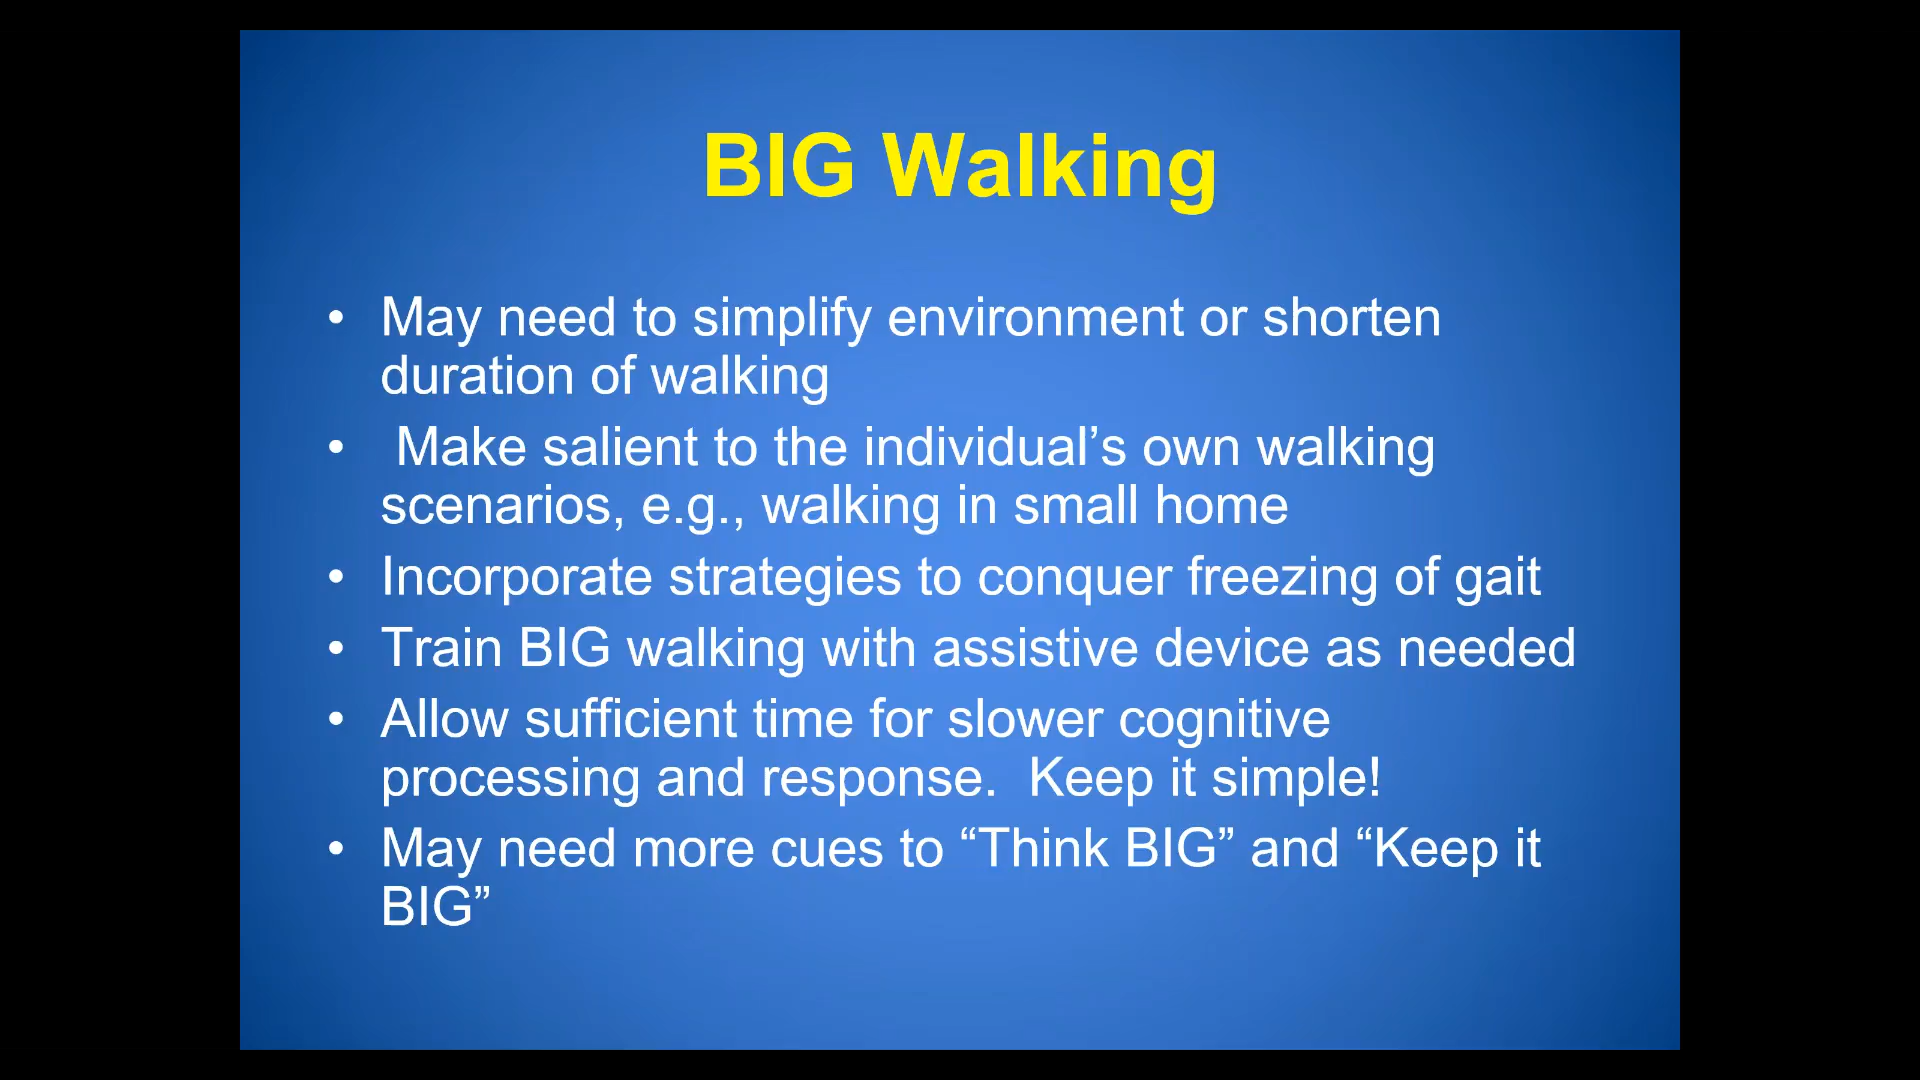 BIG Walking
• May need to simplify environment or shorten
duration of walking
• Make salient to the individual’s own walking
scenarios, e.g., walking in small home
• Incorporate strategies to conquer freezing of gait
• Train BIG walking with assistive device as needed
• Allow sufficient time for slower cognitive
processing and response.  Keep it simple!
• May need more cues to “Think BIG” and “Keep it
BIG”